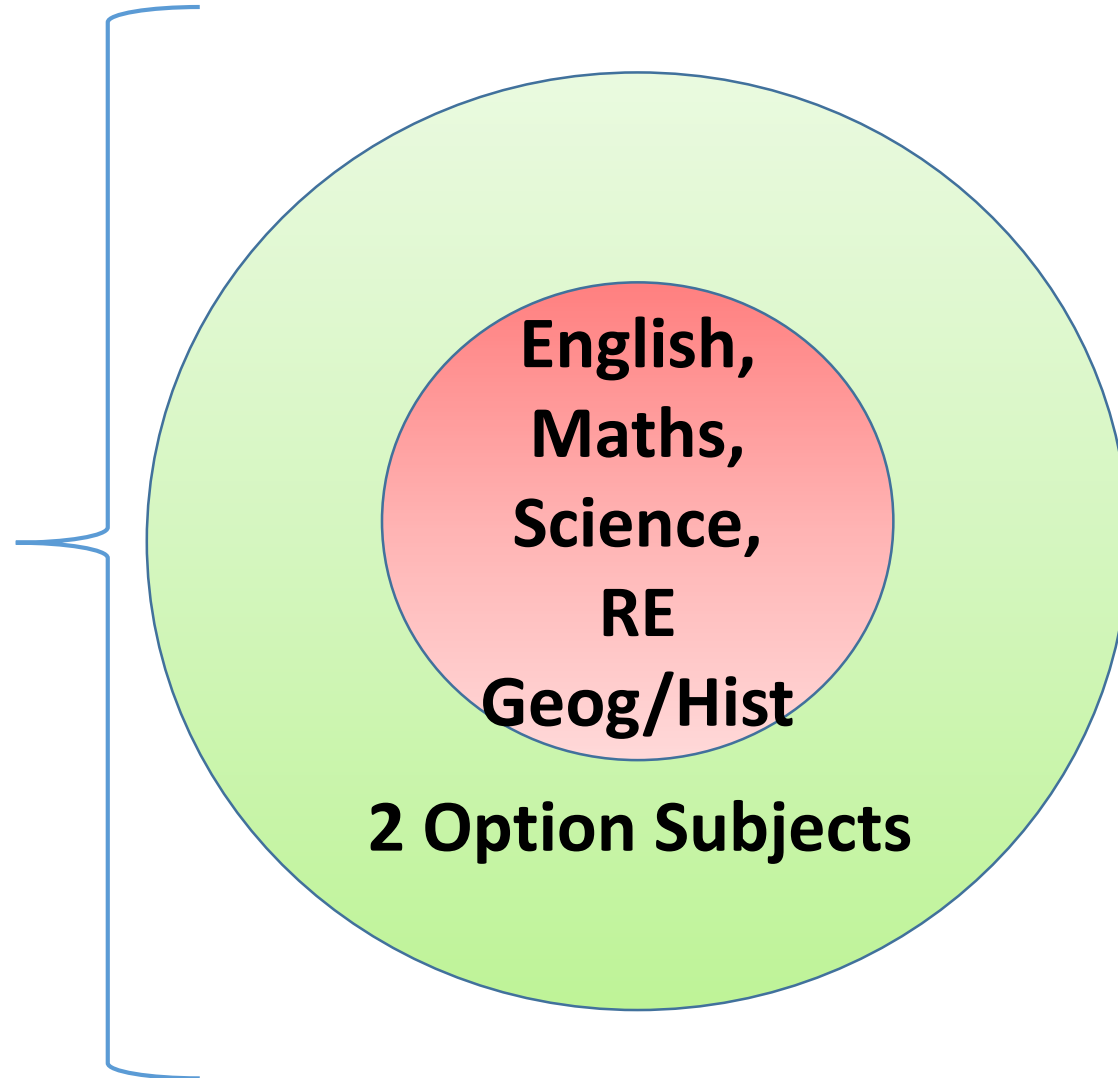 English,
Maths,
Science,
RE
Geog/Hist
2 Option Subjects